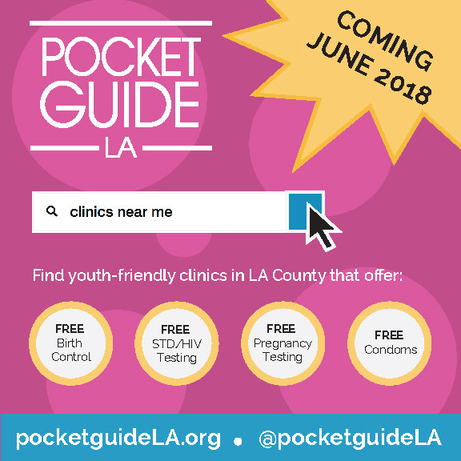 POCKET
GUIDE
LA
COMING
JUNE 2018
clinics near me
Find youth-friendly clinics in LA County that offer:
FREE
Birth
Control
FREE
STD/HIV
Testing
FREE
Pregnancy
Testing
FREE
Condoms
pocketguideLA.org • @pocketguideLA